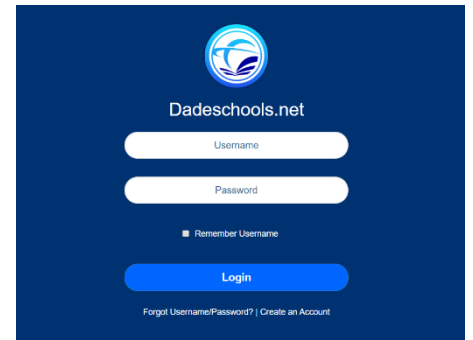 Dadeschools.net
Username
Password
Remember Username
Login
Forgot Username/Password? | Create an Account